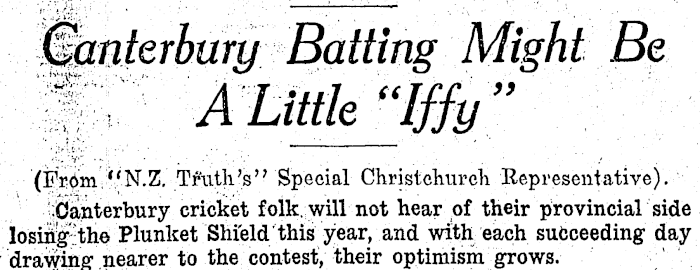 Canterbury Batting Might Be
A Little "Iffy"
(From "N.Z. Truth's" Special Christchurch Representative).
Canterbury cricket folk will not hear of their provincial side
losing the Plunket Shield this year, and with each succeeding day
drawing nearer to the contest, their optimism grows.